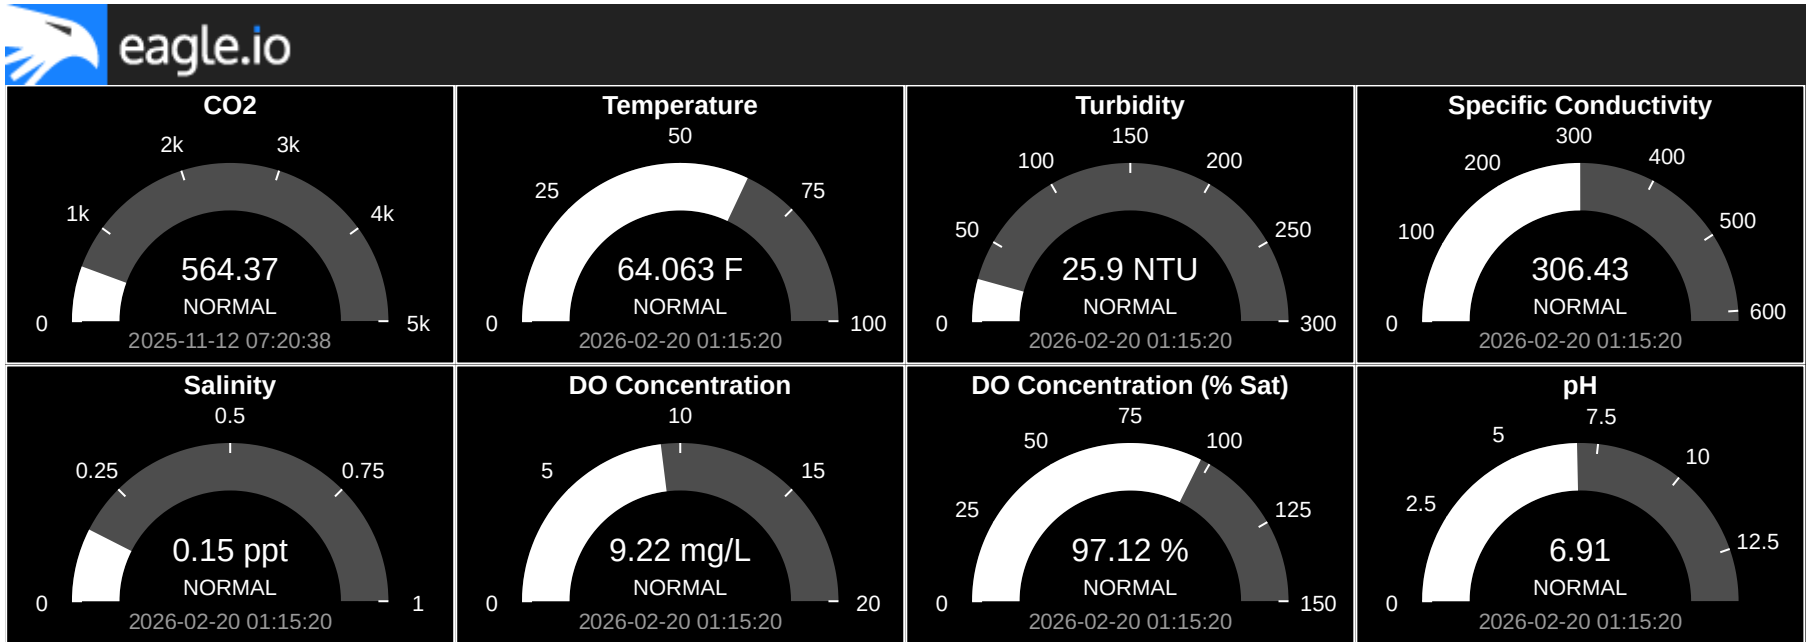 eagle.io
CO2
2k
3k
1k
4k
564.37
NORMAL
0
5k
2025-11-12 07:20:38
Temperature
50
25
75
64.063 F
NORMAL
0
100
2026-02-20 01:15:20
Turbidity
150
100
200
50
250
25.9 NTU
NORMAL
0
300
2026-02-20 01:15:20
Specific Conductivity
300
200
400
100
500
306.43
NORMAL
0
600
2026-02-20 01:15:20
Salinity
0.5
0.25
0.75
0.15 ppt
NORMAL
0
1
2026-02-20 01:15:20
DO Concentration
10
5
15
9.22 mg/L
NORMAL
0
20
2026-02-20 01:15:20
DO Concentration (% Sat)
75
50
100
25
125
97.12 %
NORMAL
0
150
2026-02-20 01:15:20
pH
7.5
5
10
2.5
12.5
6.91
NORMAL
0
2026-02-20 01:15:20